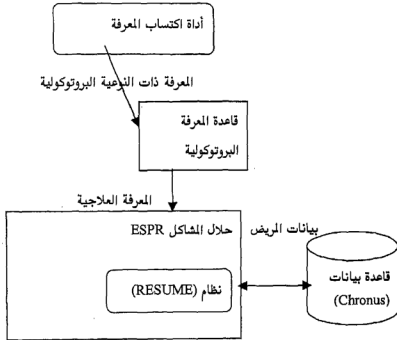 أداة اكتساب المعرفة
المعرفة ذات النوعية البروتوكولية
قاعدة المعرفة
البروتوكولية
المعرفة العلاجية
حلال المشاكل ESPR
بيانات المريض
نظام (RESUME)
قاعدة بيانات
(Chronus)